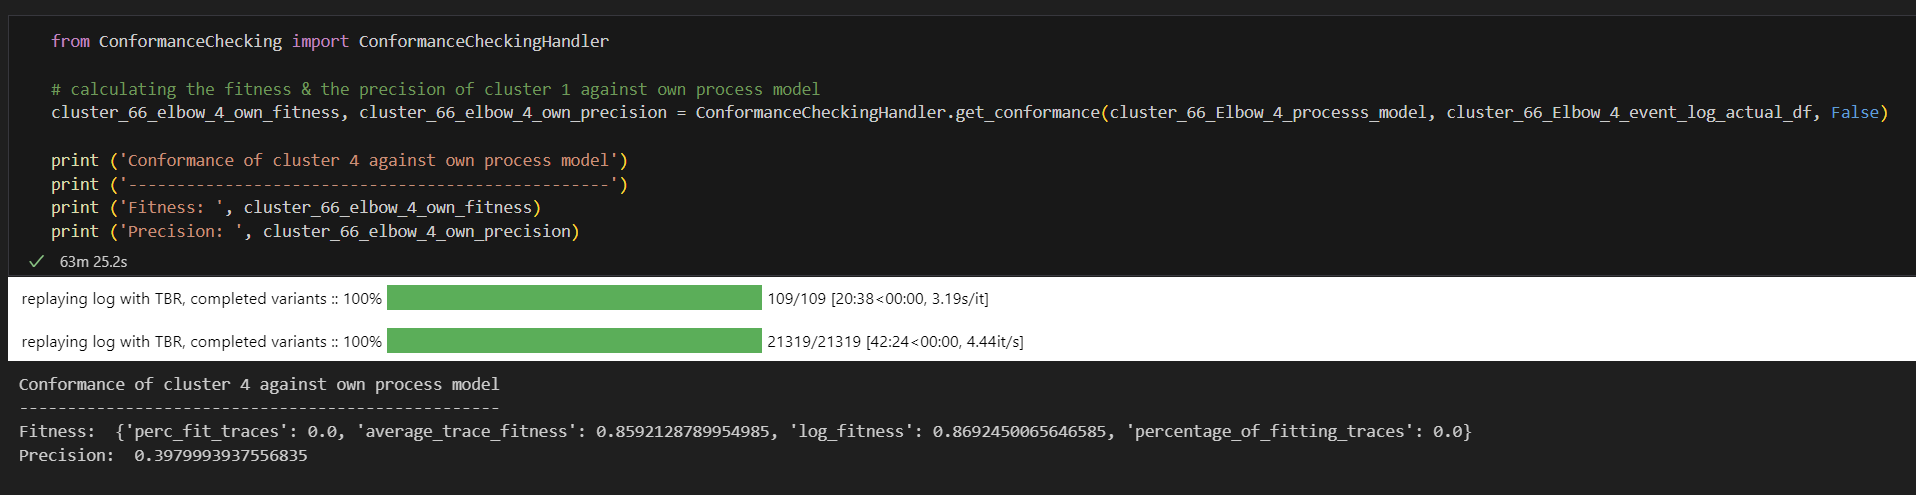 from ConformanceChecking import ConformanceCheckingHandler
# calculating the fitness & the precision of cluster 1 against own process model
cluster_66_elbow_4_own_fitness, cluster_66_elbow_4_own_precision = ConformanceCheckingHandler.get_conformance(cluster_66_Elbow_4_processs_model, cluster_66_Elbow_4_event_log_actual_df, False)
print ('Conformance of cluster 4 against own process model')
print ('--------------------------------------------------')
print ('Fitness: ', cluster_66_elbow_4_own_fitness)
print ('Precision: ', cluster_66_elbow_4_own_precision)
63m 25.2s
replaying log with TBR, completed variants :: 100% 109/109 [20:38<00:00, 3.19s/it]
replaying log with TBR, completed variants :: 100% 21319/21319 [42:24<00:00, 4.44it/s]
Conformance of cluster 4 against own process model
--------------------------------------------------
Fitness:  {'perc_fit_traces': 0.0, 'average_trace_fitness': 0.8592128789954985, 'log_fitness': 0.8692450065646585, 'percentage_of_fitting_traces': 0.0}
Precision:  0.3979993937556835